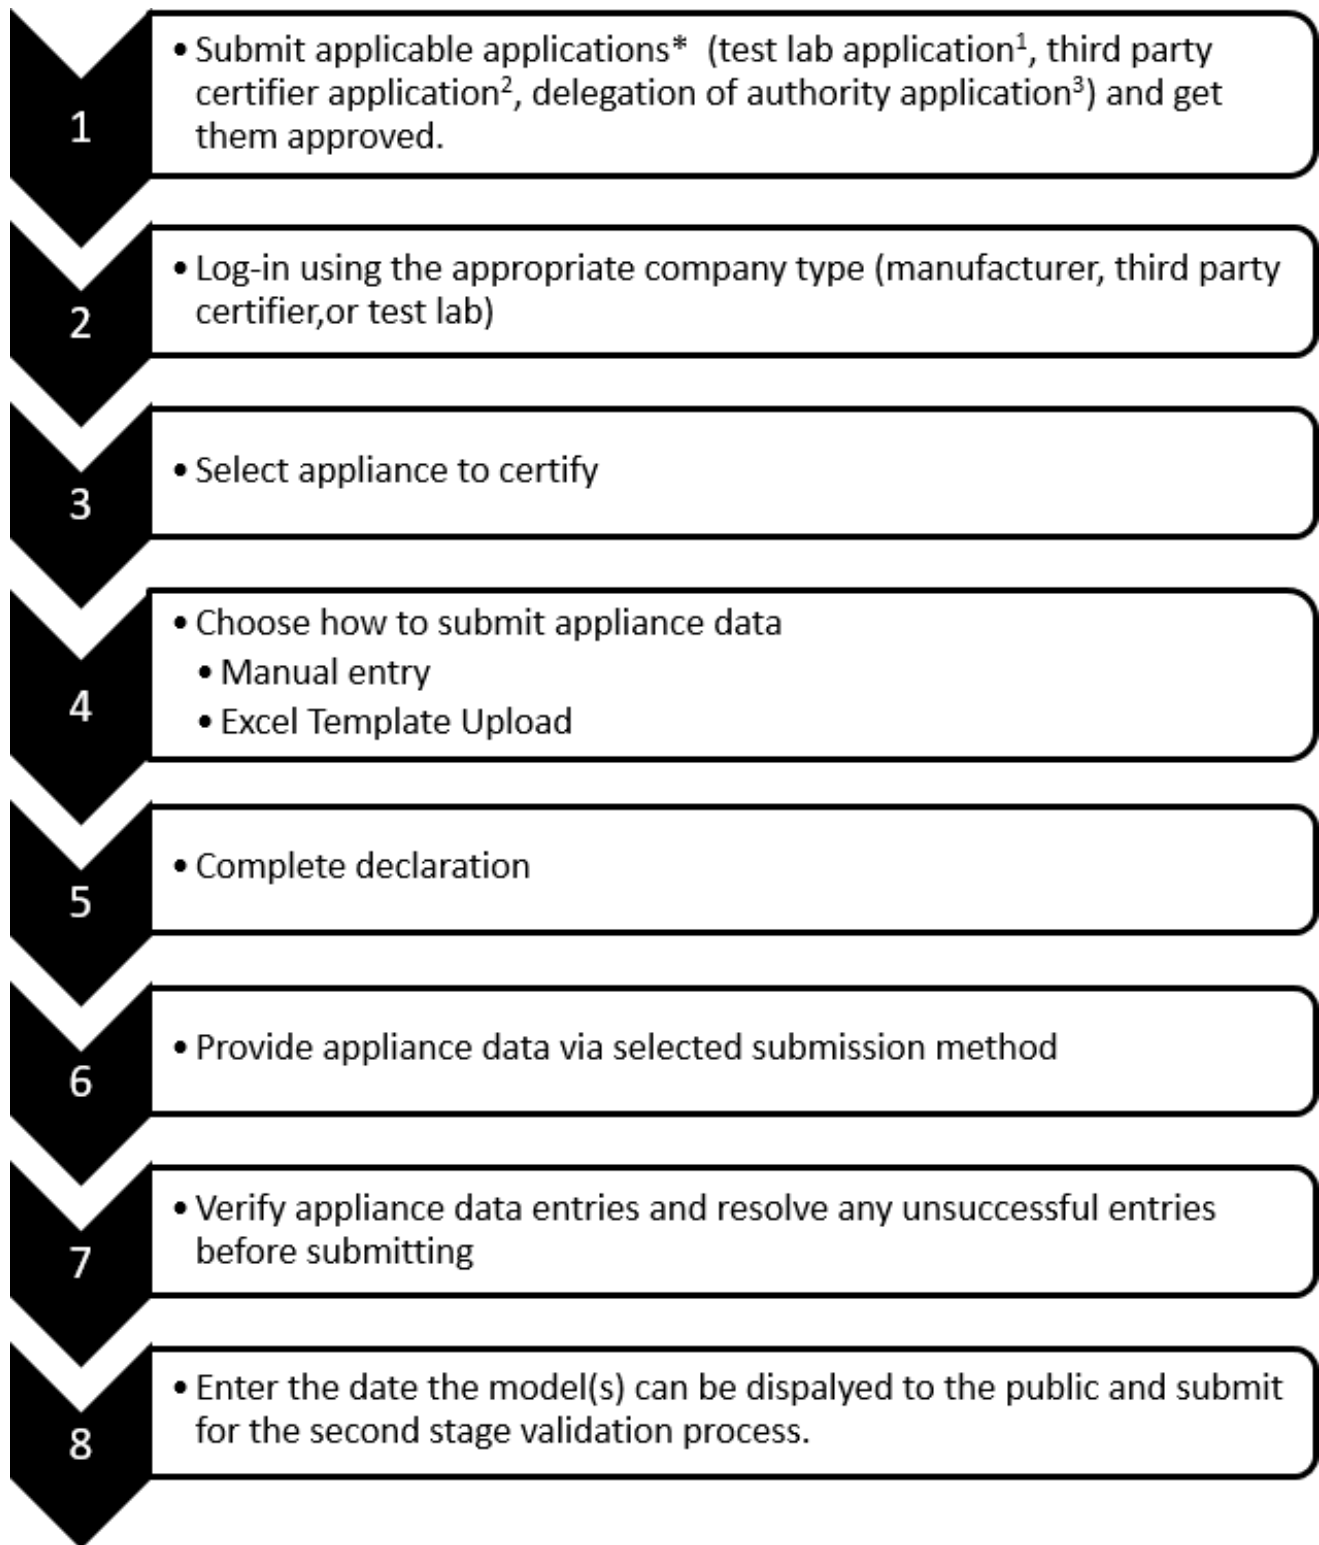 1
• Submit applicable applications* (test lab application¹, third party
certifier application², delegation of authority application³) and get
them approved.
2
• Log-in using the appropriate company type (manufacturer, third party
certifier,or test lab)
3
• Select appliance to certify
4
• Choose how to submit appliance data
• Manual entry
• Excel Template Upload
5
• Complete declaration
6
• Provide appliance data via selected submission method
7
• Verify appliance data entries and resolve any unsuccessful entries
before submitting
8
• Enter the date the model(s) can be dispalyed to the public and submit
for the second stage validation process.